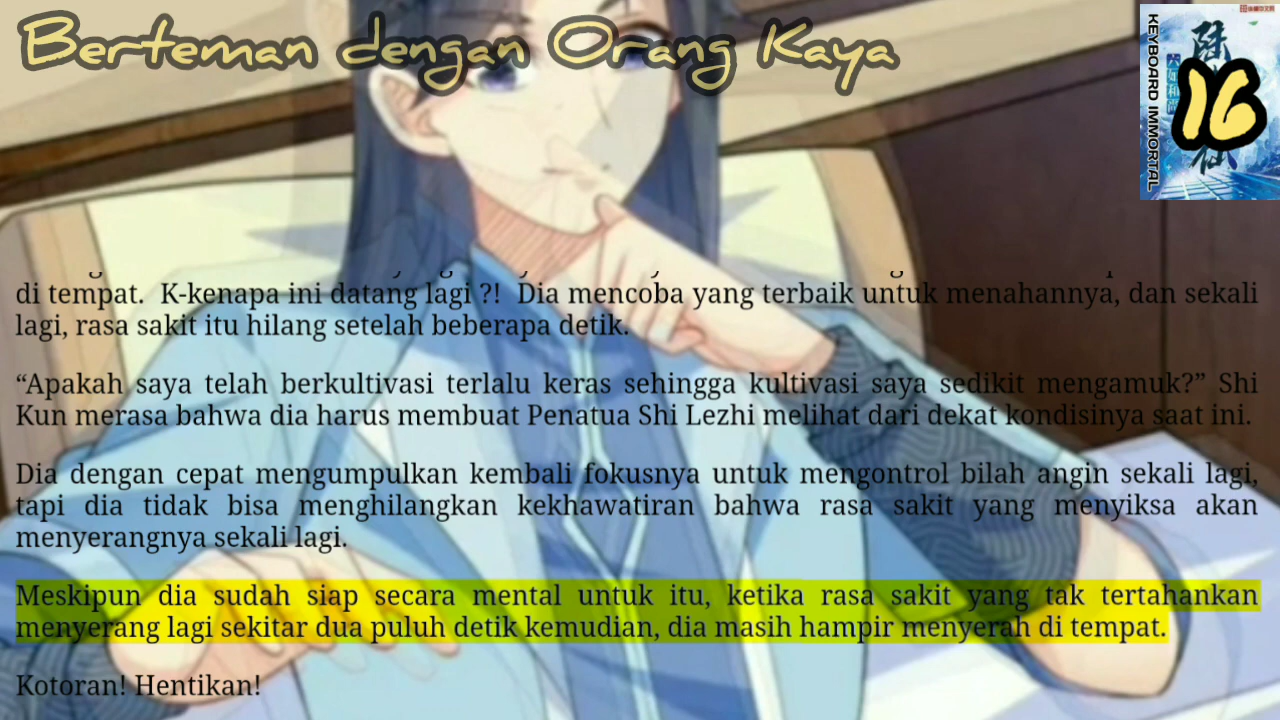 Berteman dengan Orang Kaya
KEYBOARD IMMORTAL
16
di tempat.  K-kenapa ini datang lagi ?!  Dia mencoba yang terbaik untuk menahannya, dan sekali
lagi, rasa sakit itu hilang setelah beberapa detik.
“Apakah saya telah berkultivasi terlalu keras sehingga kultivasi saya sedikit mengamuk?” Shi
Kun merasa bahwa dia harus membuat Penatua Shi Lezhi melihat dari dekat kondisinya saat ini.
Dia dengan cepat mengumpulkan kembali fokusnya untuk mengontrol bilah angin sekali lagi,
tapi dia tidak bisa menghilangkan kekhawatiran bahwa rasa sakit yang menyiksa akan
menyerangnya sekali lagi.
Meskipun dia sudah siap secara mental untuk itu, ketika rasa sakit yang tak tertahankan
menyerang lagi sekitar dua puluh detik kemudian, dia masih hampir menyerah di tempat.
Kotoran! Hentikan!